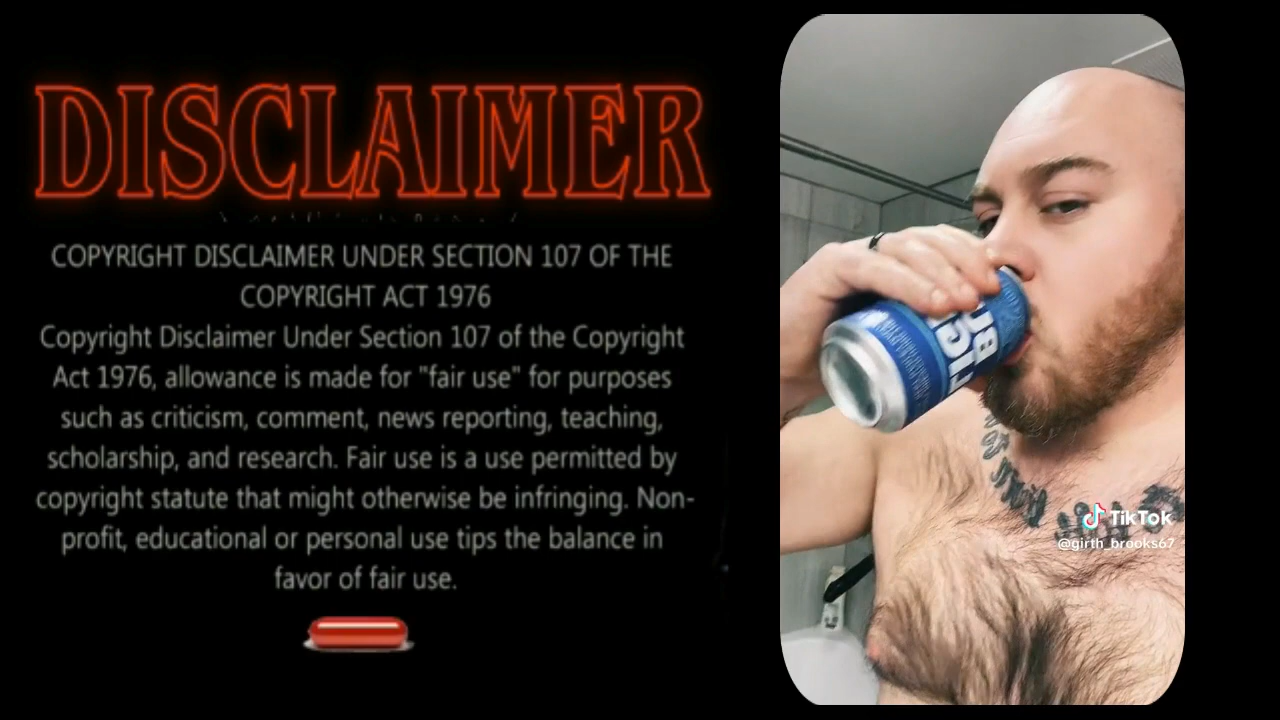 DISCLAIMER
COPYRIGHT DISCLAIMER UNDER SECTION 107 OF THE
COPYRIGHT ACT 1976
Copyright Disclaimer Under Section 107 of the Copyright
Act 1976, allowance is made for "fair use" for purposes
such as criticism, comment, news reporting, teaching,
scholarship, and research. Fair use is a use permitted by
copyright statute that might otherwise be infringing. Non-
profit, educational or personal use tips the balance in
favor of fair use.
TikTok
@girth_brooks67